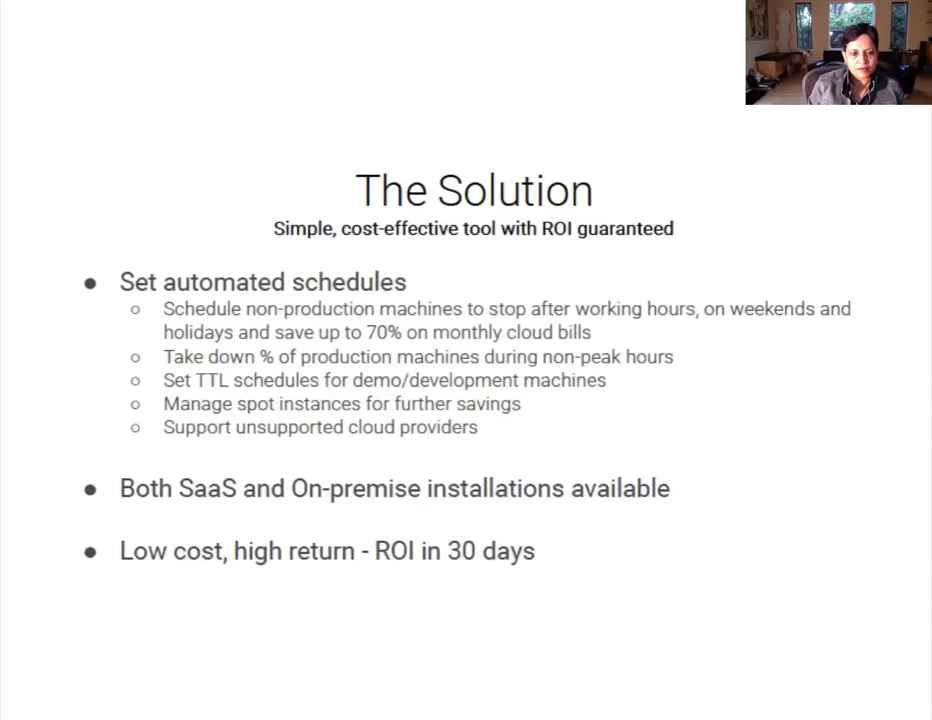 The Solution
Simple, cost-effective tool with ROI guaranteed
● Set automated schedules
○ Schedule non-production machines to stop after working hours, on weekends and
holidays and save up to 70% on monthly cloud bills
○ Take down % of production machines during non-peak hours
○ Set TTL schedules for demo/development machines
○ Manage spot instances for further savings
○ Support unsupported cloud providers
● Both SaaS and On-premise installations available
● Low cost, high return - ROI in 30 days